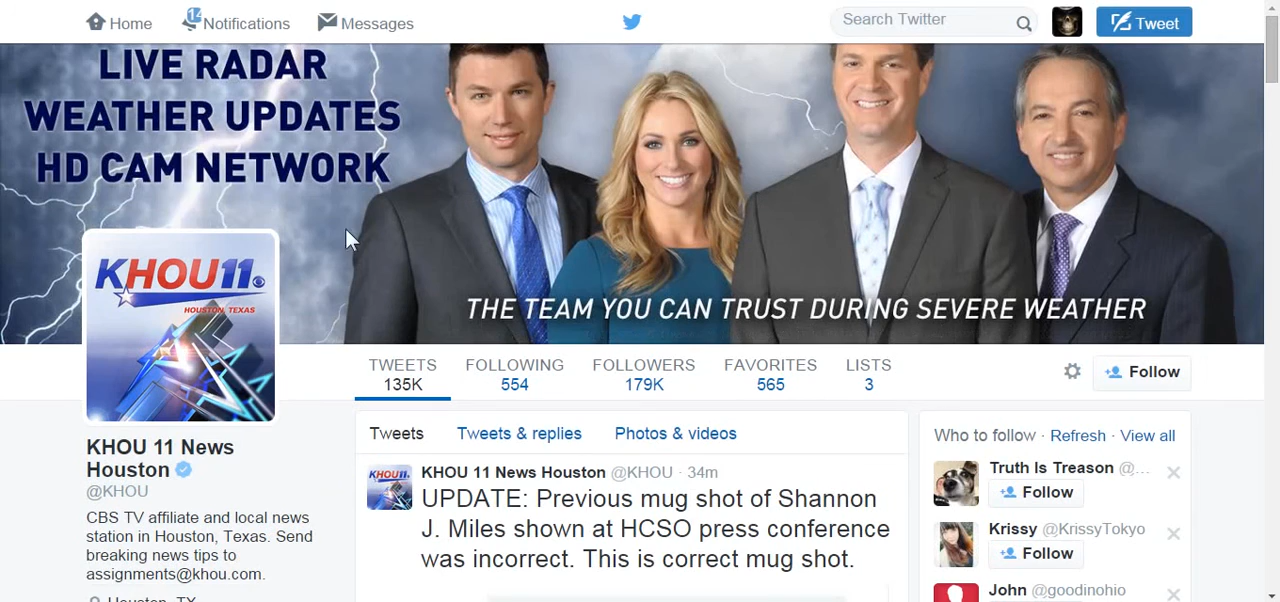 Home
14
Notifications
Messages
Search Twitter
Tweet
LIVE RADAR
WEATHER UPDATES
HD CAM NETWORK
THE TEAM YOU CAN TRUST DURING SEVERE WEATHER
KHOU11
HOUSTON, TEXAS
TWEETS
135K
FOLLOWING
554
FOLLOWERS
179K
FAVORITES
565
LISTS
3
Follow
KHOU 11 News
Houston
@KHOU
CBS TV affiliate and local news
station in Houston, Texas. Send
breaking news tips to
assignments@khou.com.
Houston, TX
Tweets
Tweets & replies
Photos & videos
KHOU11
KHOU 11 News Houston @KHOU · 34m
UPDATE: Previous mug shot of Shannon
J. Miles shown at HCSO press conference
was incorrect. This is correct mug shot.
Who to follow · Refresh · View all
Truth Is Treason @...
Follow
Krissy @KrissyTokyo
Follow
John @goodinohio